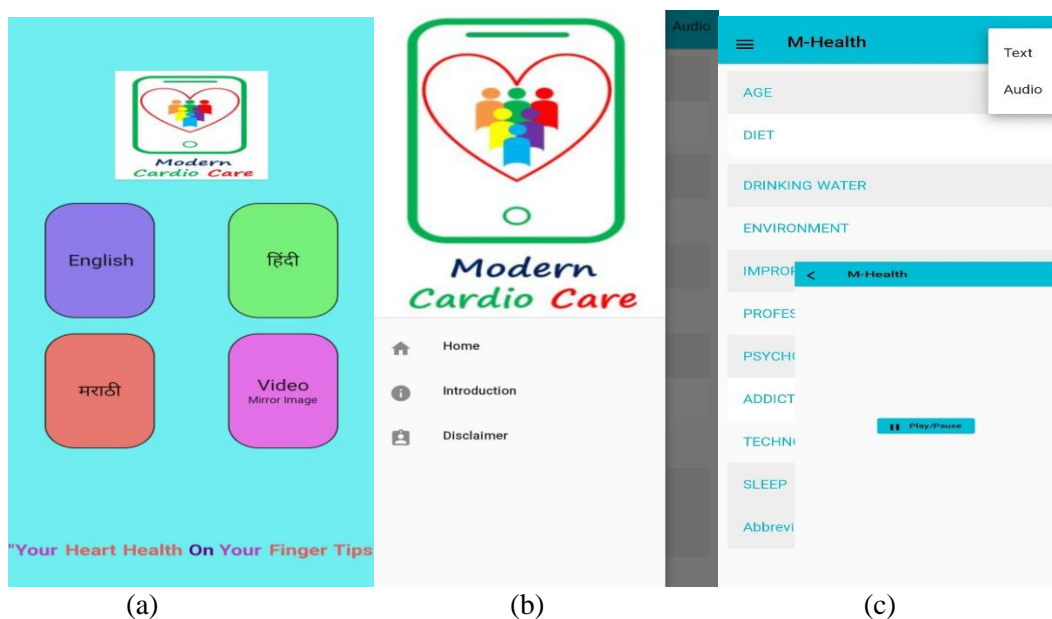 Modern
Cardio Care
English
हिंदी
मराठी
Video
Mirror Image
"Your Heart Health On Your Finger Tips
(a)
Modern
Cardio Care
Home
Introduction
Disclaimer
Audio
(b)
M-Health
Text
Audio
AGE
DIET
DRINKING WATER
ENVIRONMENT
IMPROP
PROFES
PSYCH
ADDICT
TECHN
SLEEP
Abbrevi
M-Health
Play/Pause
(c)